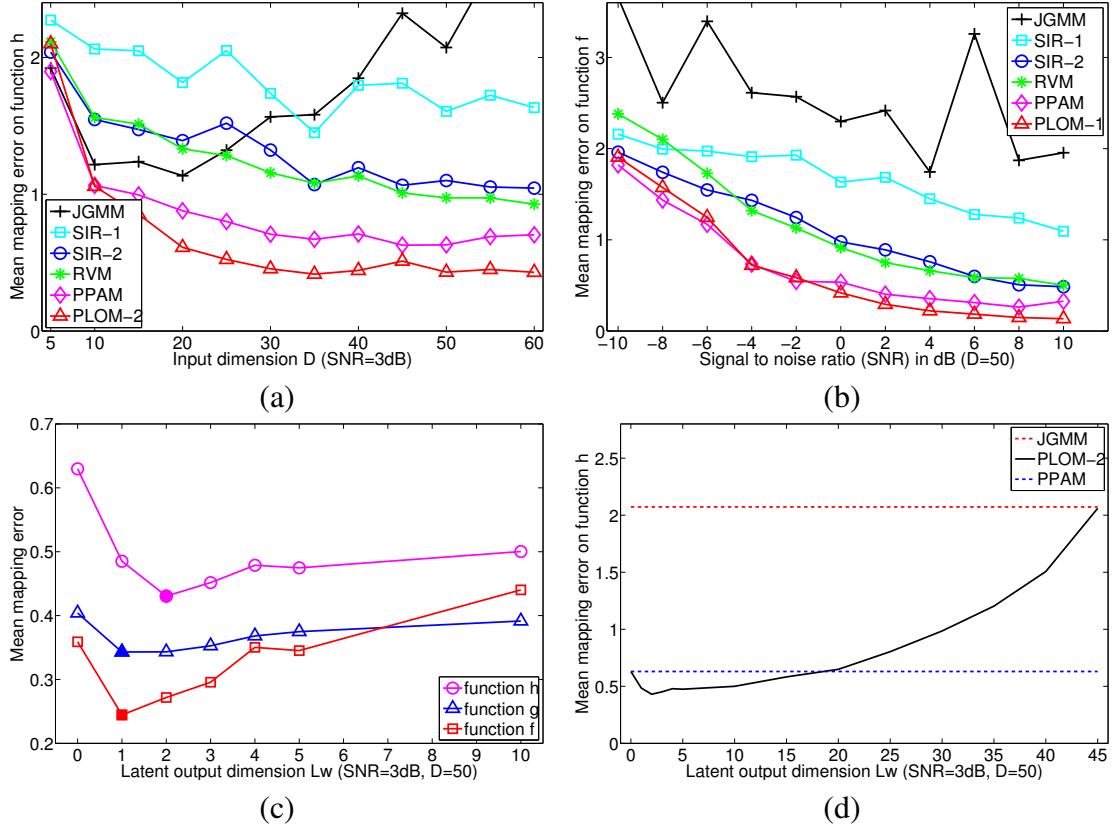 Mean mapping error on function h
2
1
0
JGMM
SIR−1
SIR−2
RVM
PPAM
PLOM−2
5 10 20 30 40 50 60
Input dimension D (SNR=3dB)
(a)
Mean mapping error on function f
3
2
1
0
JGMM
SIR−1
SIR−2
RVM
PPAM
PLOM−1
−10 −8 −6 −4 −2 0 2 4 6 8 10
Signal to noise ratio (SNR) in dB (D=50)
(b)
Mean mapping error
0.7
0.6
0.5
0.4
0.3
0.2
function h
function g
function f
0 1 2 3 4 5 6 7 8 9 10
Latent output dimension Lw (SNR=3dB, D=50)
(c)
Mean mapping error on function h
2.5
2
1.5
1
0.5
0
JGMM
PLOM−2
PPAM
0 5 10 15 20 25 30 35 40 45
Latent output dimension Lw (SNR=3dB, D=50)
(d)